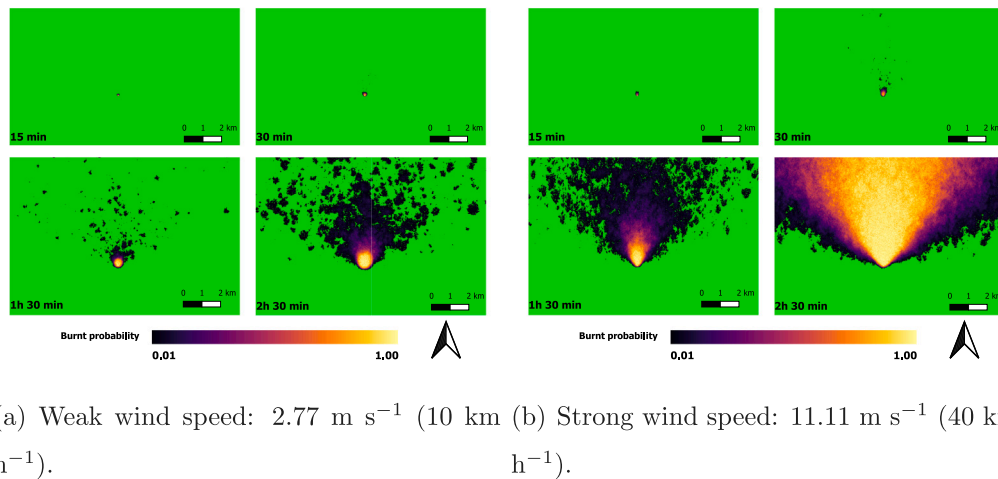 15 min
0 1 2 km
30 min
0 1 2 km
15 min
0 1 2 km
30 min
0 1 2 km
1h 30 min
0 1 2 km
2h 30 min
0 1 2 km
1h 30 min
0 1 2 km
2h 30 min
0 1 2 km
Burnt probability
0.01 1.00
Burnt probability
0.01 1.00
a) Weak wind speed: 2.77 m s⁻¹ (10 km
h⁻¹).
(b) Strong wind speed: 11.11 m s⁻¹ (40 k
h⁻¹).